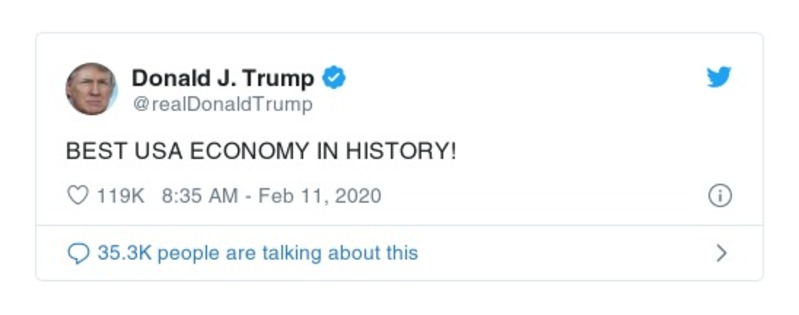 Donald J. Trump
@realDonaldTrump
BEST USA ECONOMY IN HISTORY!
119K 8:35 AM - Feb 11, 2020
35.3K people are talking about this